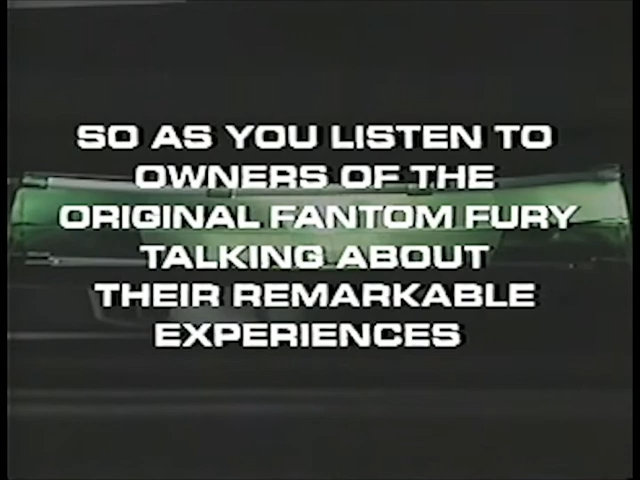 SO AS YOU LISTEN TO
OWNERS OF THE
ORIGINAL FANTOM FURY
TALKING ABOUT
THEIR REMARKABLE
EXPERIENCES